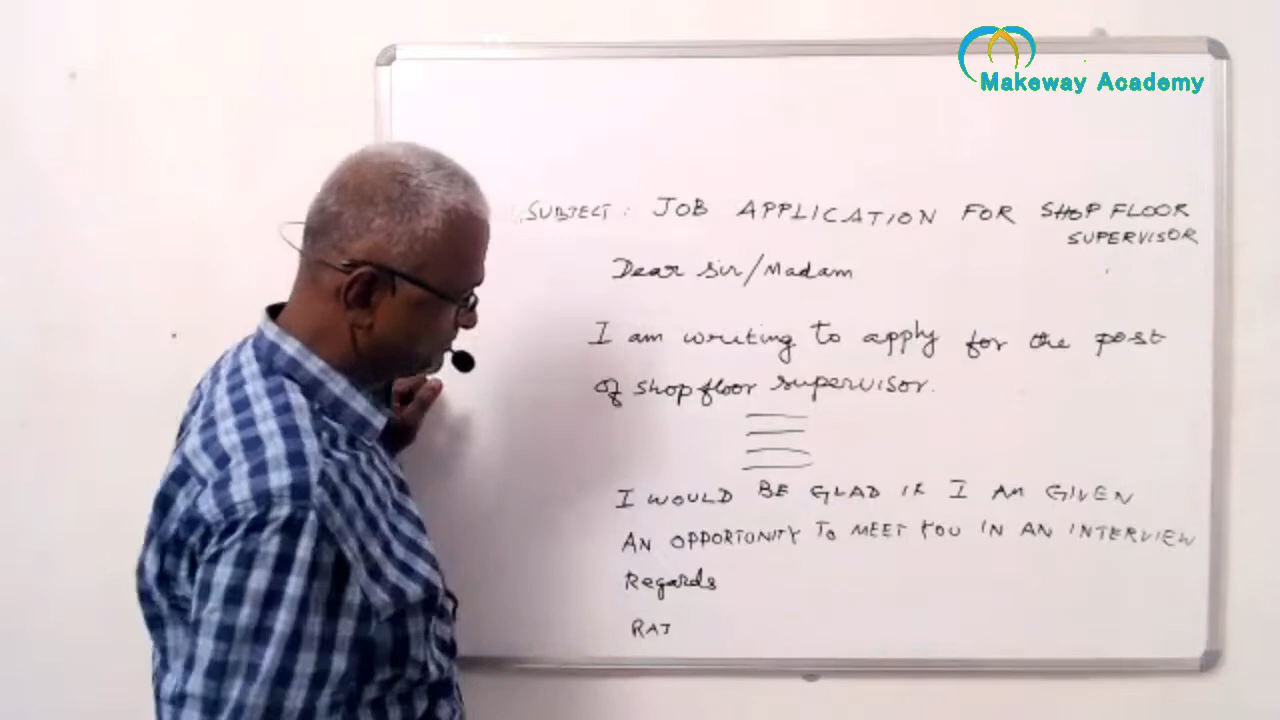 Makeway Academy
SUBJECT: JOB APPLICATION FOR SHOP FLOOR
SUPERVISOR
Dear Sir/Madam
I am writing to apply for the post
of shop floor supervisor.
I WOULD BE GLAD IF I AM GIVEN
AN OPPORTUNITY TO MEET YOU IN AN INTERVIEW
Regards
RAJ